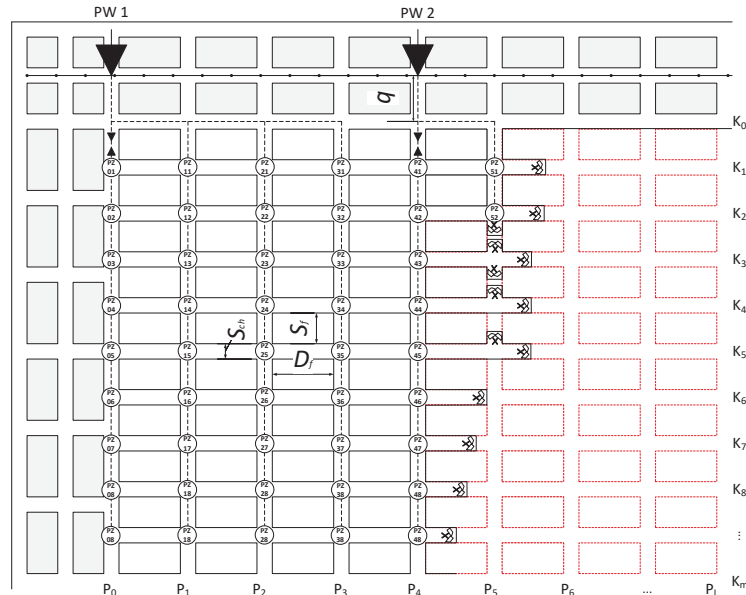 PW 1 PW 2
q
K0
PZ 01 PZ 11 PZ 21 PZ 31 PZ 41 PZ 51 K1
PZ 02 PZ 12 PZ 22 PZ 32 PZ 42 PZ 52 K2
PZ 03 PZ 13 PZ 23 PZ 33 PZ 43 K3
PZ 04 PZ 14 PZ 24 PZ 34 PZ 44 K4
Sch Sf
PZ 05 PZ 15 PZ 25 PZ 35 PZ 45 K5
Df
PZ 06 PZ 16 PZ 26 PZ 36 PZ 46 K6
PZ 07 PZ 17 PZ 27 PZ 37 PZ 47 K7
PZ 08 PZ 18 PZ 28 PZ 38 PZ 48 K8
PZ 08 PZ 18 PZ 28 PZ 38 PZ 48 ⋮
Km
P0 P1 P2 P3 P4 P5 P6 ... Pl